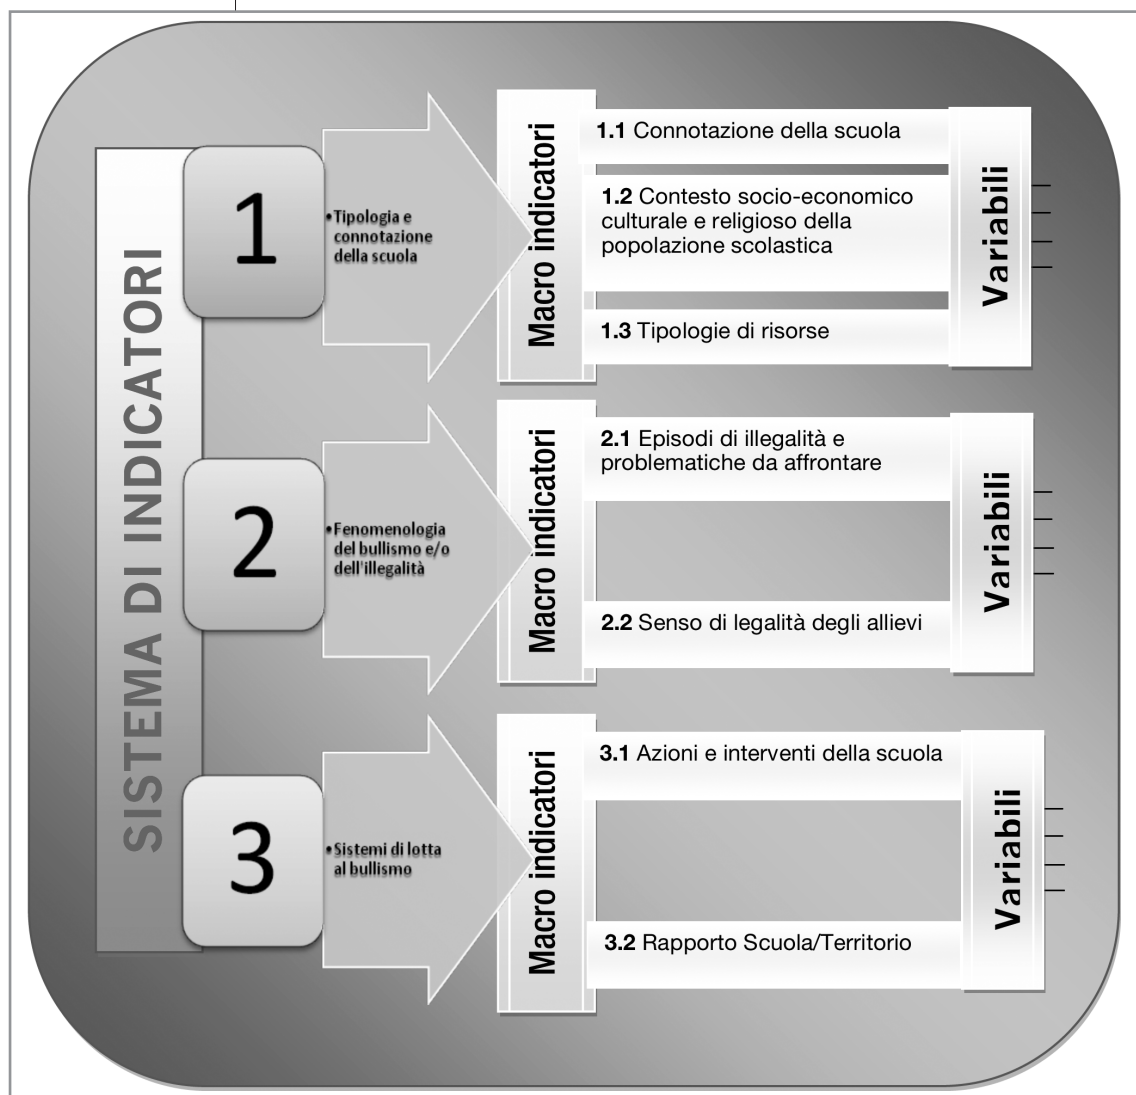 SISTEMA DI INDICATORI
1
•Tipologia e
connotazione
della scuola
Macro indicatori
1.1 Connotazione della scuola
1.2 Contesto socio-economico
culturale e religioso della
popolazione scolastica
1.3 Tipologie di risorse
Variabili
2
•Fenomenologia
del bullismo e/o
dell'illegalità
Macro indicatori
2.1 Episodi di illegalità e
problematiche da affrontare
2.2 Senso di legalità degli allievi
Variabili
3
•Sistemi di lotta
al bullismo
Macro indicatori
3.1 Azioni e interventi della scuola
3.2 Rapporto Scuola/Territorio
Variabili